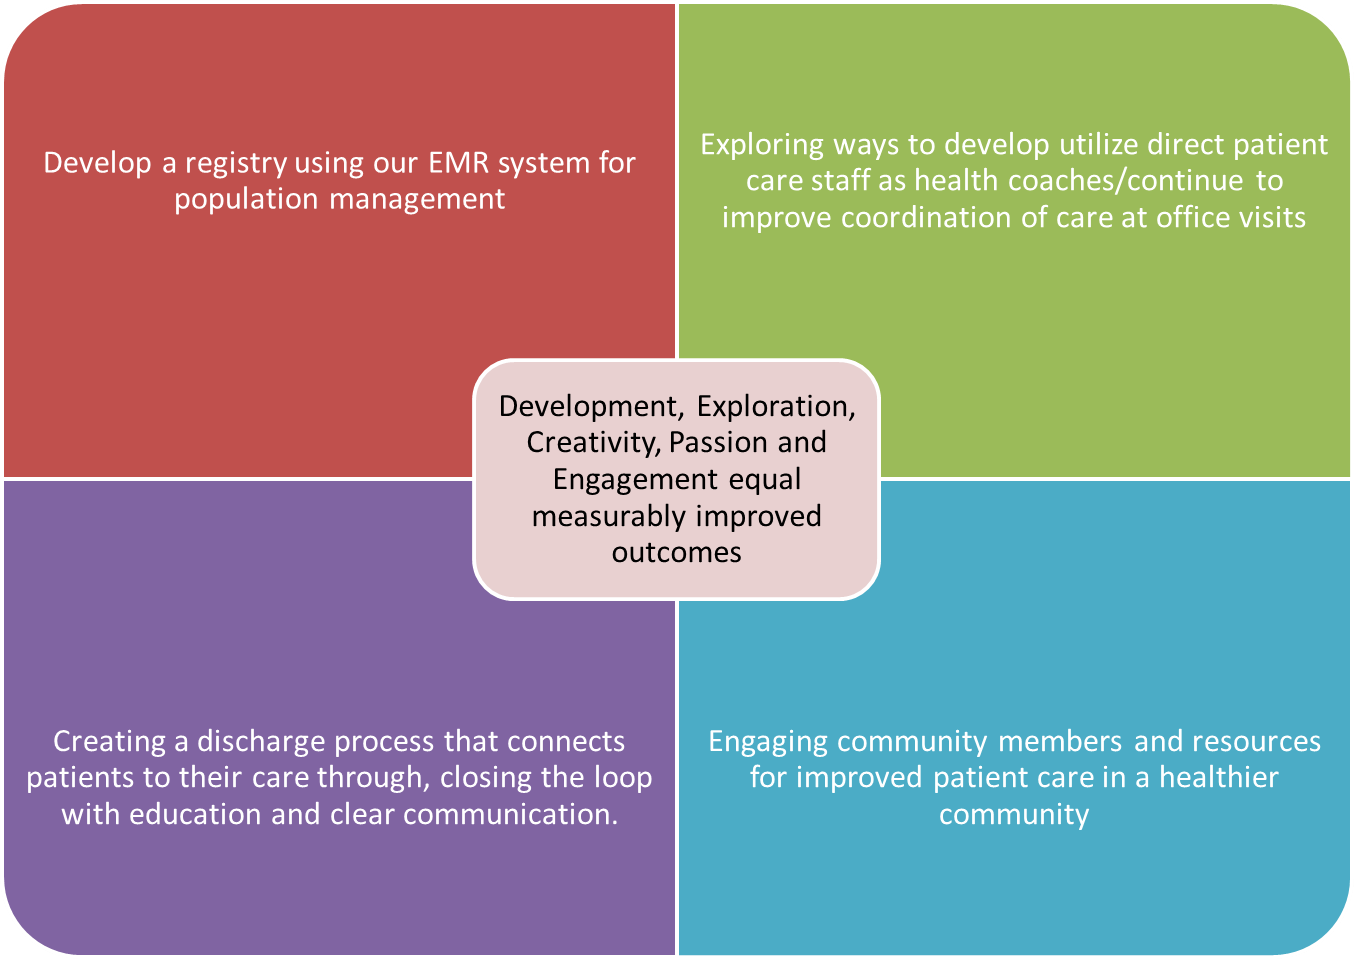 Develop a registry using our EMR system for
population management
Exploring ways to develop utilize direct patient
care staff as health coaches/continue to
improve coordination of care at office visits
Development, Exploration,
Creativity, Passion and
Engagement equal
measurably improved
outcomes
Creating a discharge process that connects
patients to their care through, closing the loop
with education and clear communication.
Engaging community members and resources
for improved patient care in a healthier
community